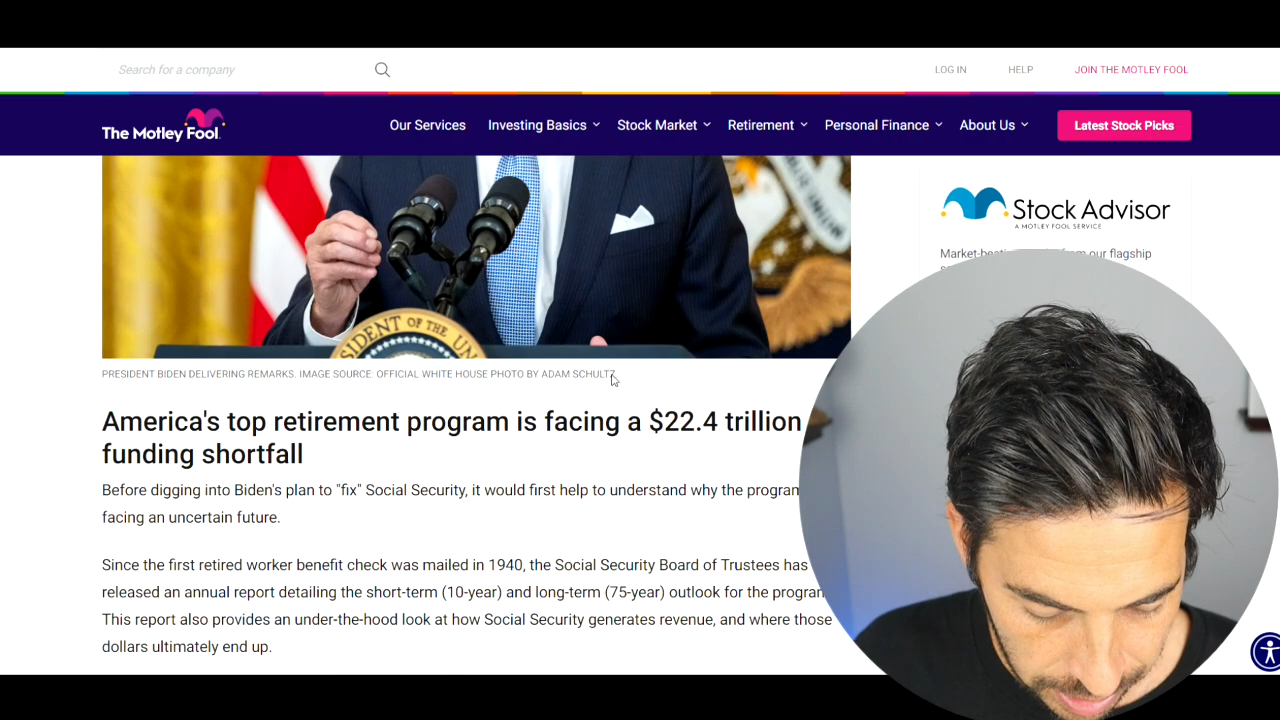 Search for a company
LOG IN
HELP
JOIN THE MOTLEY FOOL
The Motley Fool.
Our Services
Investing Basics
Stock Market
Retirement
Personal Finance
About Us
Latest Stock Picks
Stock Advisor
A MOTLEY FOOL SERVICE
our flagship
PRESIDENT BIDEN DELIVERING REMARKS. IMAGE SOURCE: OFFICIAL WHITE HOUSE PHOTO BY ADAM SCHULTZ
America's top retirement program is facing a $22.4 trillion
funding shortfall
Before digging into Biden's plan to "fix" Social Security, it would first help to understand why the program
facing an uncertain future.
Since the first retired worker benefit check was mailed in 1940, the Social Security Board of Trustees has
released an annual report detailing the short-term (10-year) and long-term (75-year) outlook for the program.
This report also provides an under-the-hood look at how Social Security generates revenue, and where those
dollars ultimately end up.